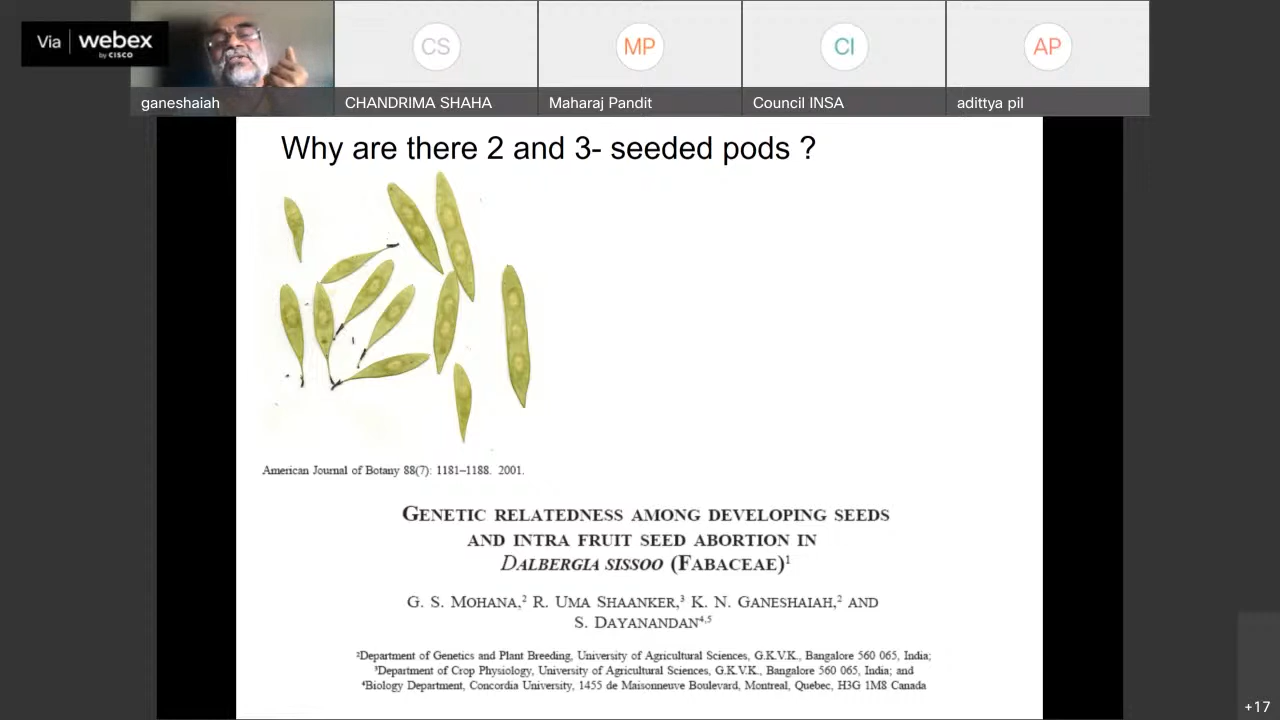 Via webex
by CISCO
CS
MP
CI
AP
ganeshaiah
CHANDRIMA SHAHA
Maharaj Pandit
Council INSA
adittya pil
Why are there 2 and 3- seeded pods ?
American Journal of Botany 88(7): 1181–1188. 2001.
GENETIC RELATEDNESS AMONG DEVELOPING SEEDS
AND INTRA FRUIT SEED ABORTION IN
DALBERGIA SISSOO (FABACEAE)¹
G. S. MOHANA,² R. UMA SHAANKER,³ K. N. GANESHAIAH,² AND
S. DAYANANDAN⁴,⁵
²Department of Genetics and Plant Breeding, University of Agricultural Sciences, G.K.V.K., Bangalore 560 065, India;
³Department of Crop Physiology, University of Agricultural Sciences, G.K.V.K., Bangalore 560 065, India; and
⁴Biology Department, Concordia University, 1455 de Maisonneuve Boulevard, Montreal, Quebec, H3G 1M8 Canada
+17